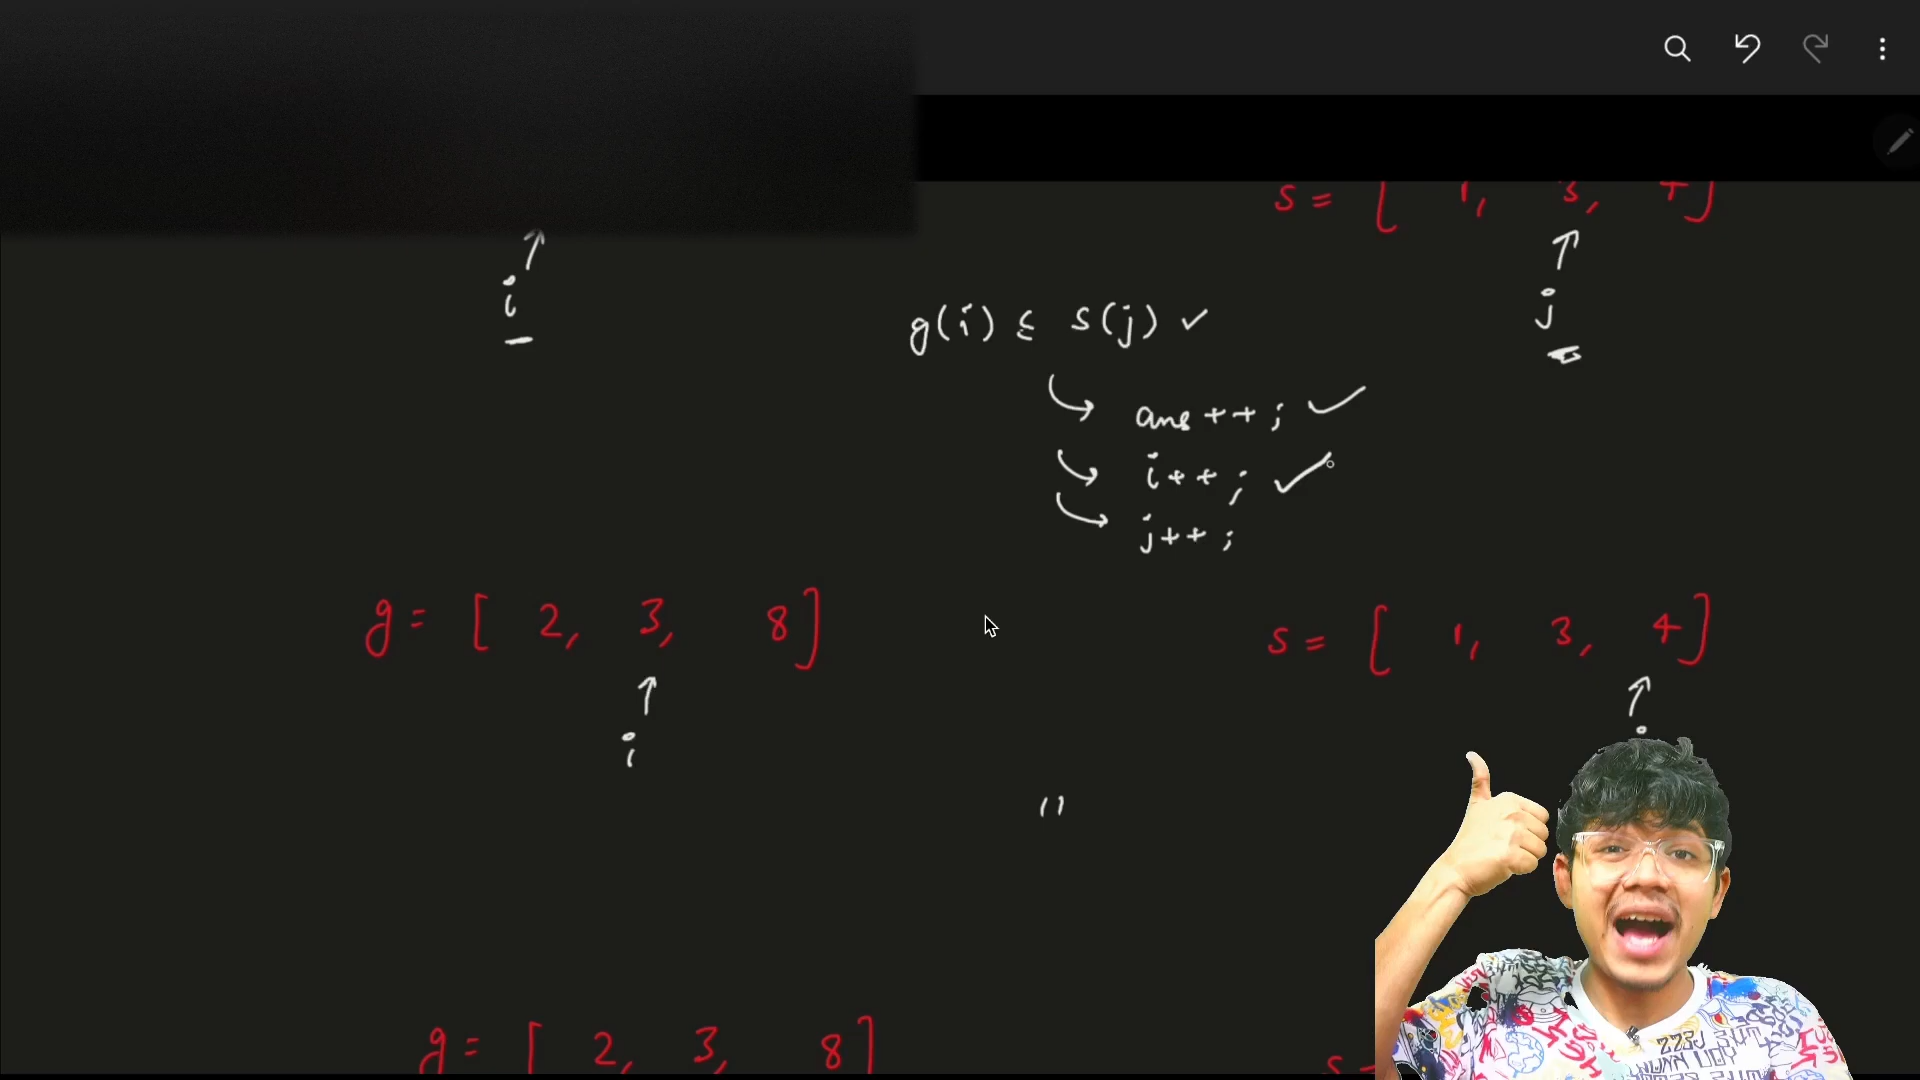 s = [ 1, 3, 4]
i
j
g(i) ≤ s(j) ✓
ans ++ ; ✓
i++ ; ✓
j++ ;
g = [ 2, 3, 8]
s = [ 1, 3, 4]
i
"
g = [ 2, 3, 8]
s